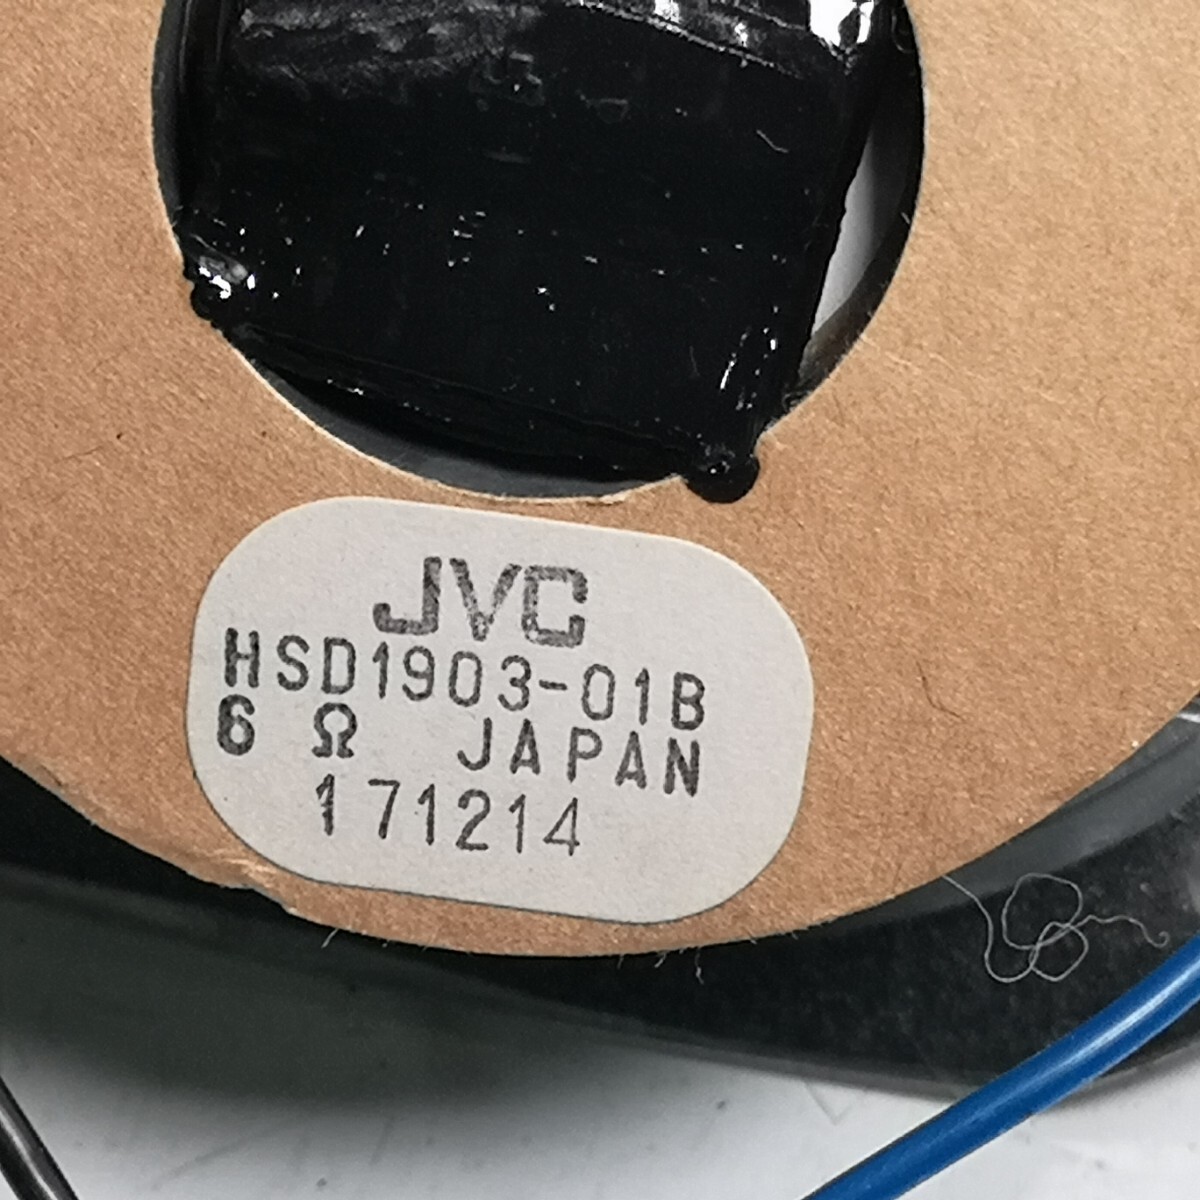 JVC
HSD1903-01B
6 Ω JAPAN
171214